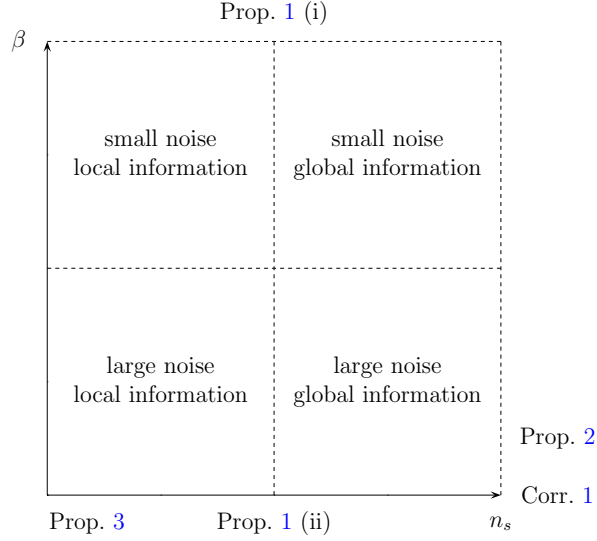 Prop. 1 (i)
β
small noise
local information
small noise
global information
large noise
local information
large noise
global information
Prop. 2
Corr. 1
Prop. 3
Prop. 1 (ii)
n_s